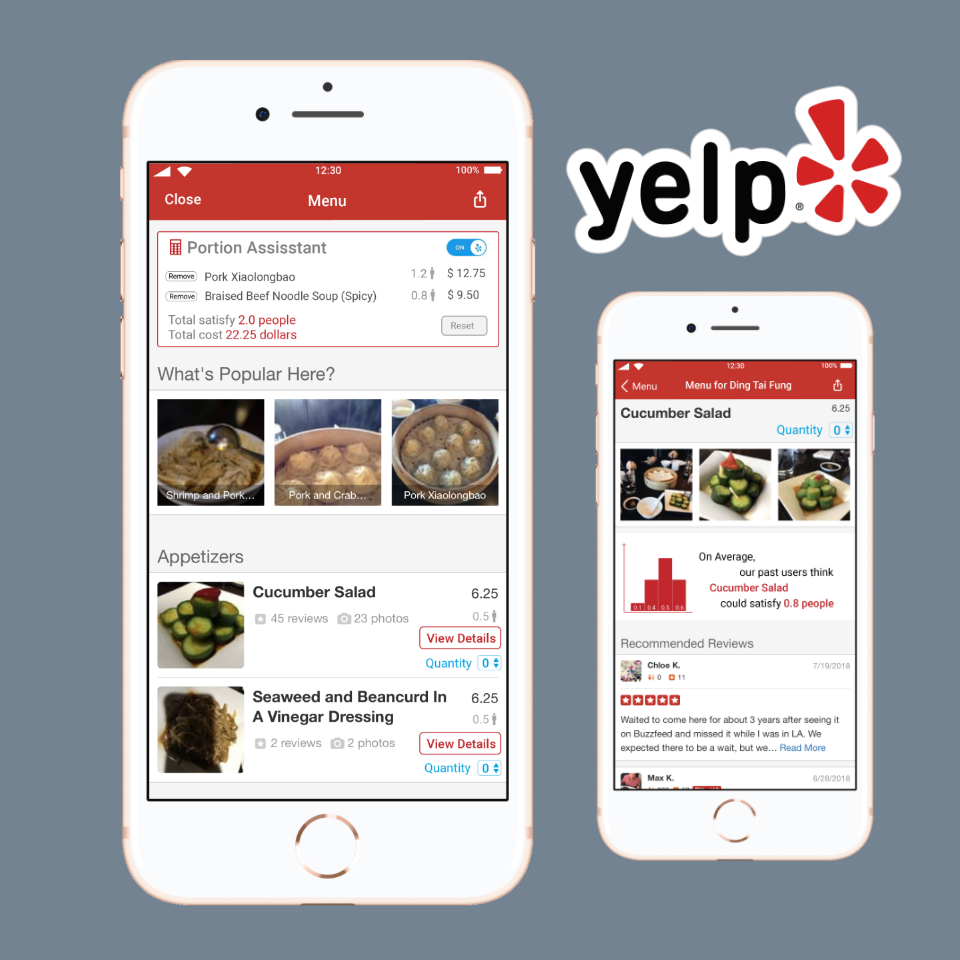 12:30
100%
Close
Menu
Portion Assisstant
ON
Remove Pork Xiaolongbao 1.2 $ 12.75
Remove Braised Beef Noodle Soup (Spicy) 0.8 $ 9.50
Total satisfy 2.0 people
Total cost 22.25 dollars
Reset
What's Popular Here?
Shrimp and Pork...
Pork and Crab...
Pork Xiaolongbao
Appetizers
Cucumber Salad 6.25
45 reviews 23 photos 0.5
View Details
Quantity 0
Seaweed and Beancurd In 6.25
A Vinegar Dressing 0.5
2 reviews 2 photos
View Details
Quantity 0
yelp
®
12:30
100%
Menu
Menu for Ding Tai Fung
Cucumber Salad 6.25
Quantity 0
On Average,
our past users think
Cucumber Salad
could satisfy 0.8 people
0.1 0.4 0.5 0.6
Recommended Reviews
Chloe K. 7/19/2018
0 11
Waited to come here for about 3 years after seeing it
on Buzzfeed and missed it while I was in LA. We
expected there to be a wait, but we... Read More
Max K. 6/28/2018